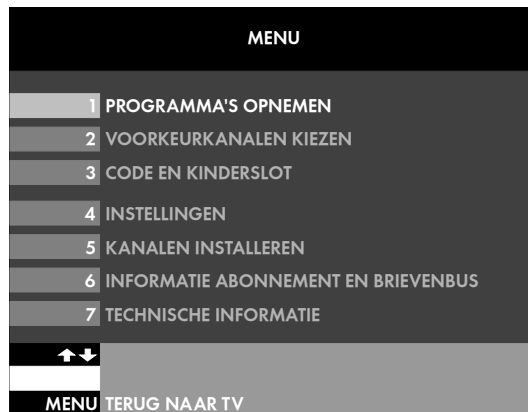 MENU
1 PROGRAMMA'S OPNEMEN
2 VOORKEURKANALEN KIEZEN
3 CODE EN KINDERSLOT
4 INSTELLINGEN
5 KANALEN INSTALLEREN
6 INFORMATIE ABONNEMENT EN BRIEVENBUS
7 TECHNISCHE INFORMATIE
MENU TERUG NAAR TV